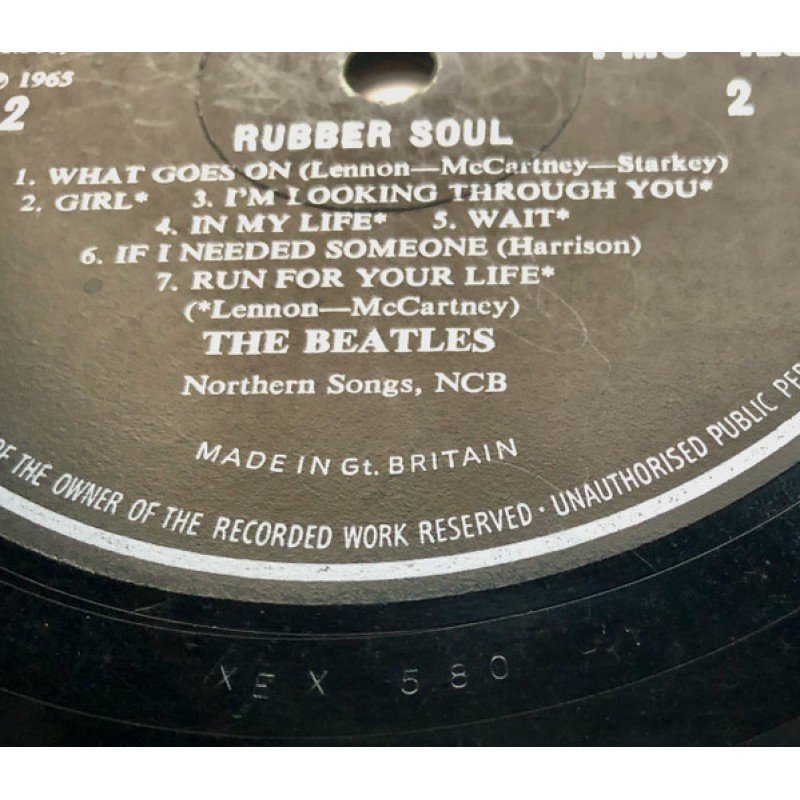 ℗ 1965
2
2
RUBBER SOUL
1. WHAT GOES ON (Lennon—McCartney—Starkey)
2. GIRL* 3. I'M LOOKING THROUGH YOU*
4. IN MY LIFE* 5. WAIT*
6. IF I NEEDED SOMEONE (Harrison)
7. RUN FOR YOUR LIFE*
(*Lennon—McCartney)
THE BEATLES
Northern Songs, NCB
MADE IN Gt. BRITAIN
OF THE OWNER OF THE RECORDED WORK RESERVED · UNAUTHORISED PUBLIC PER
XEX 580